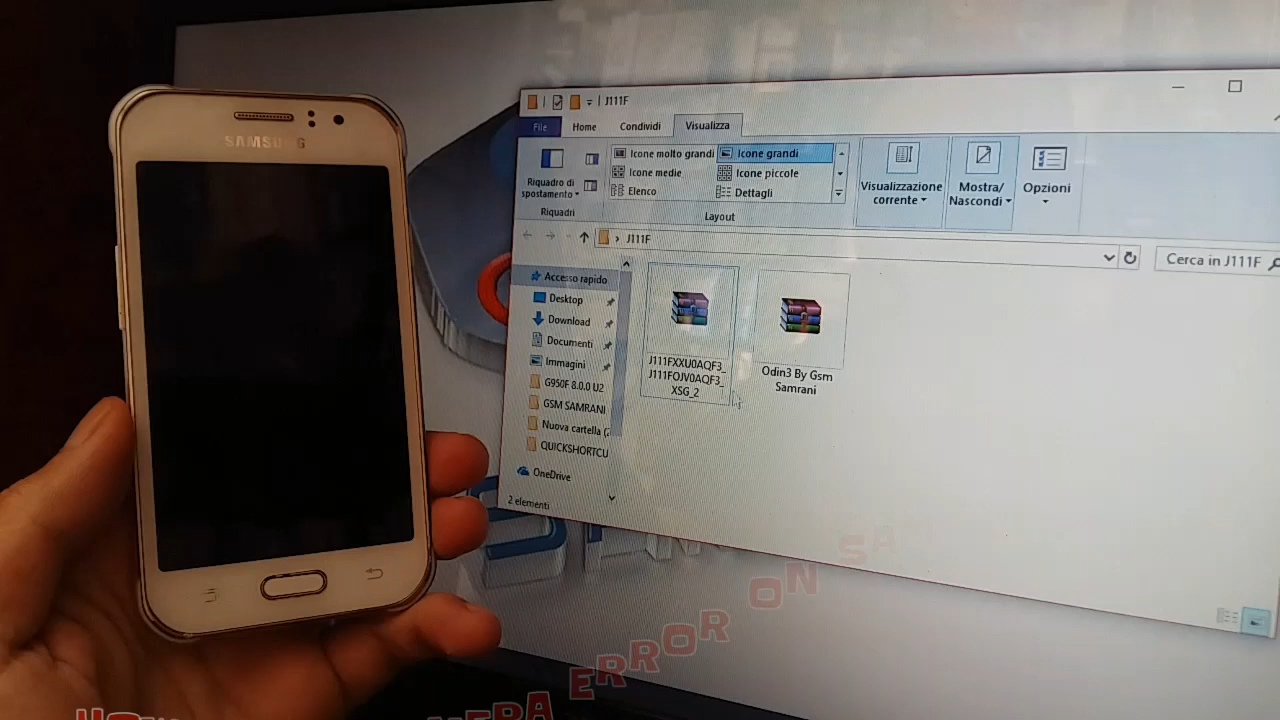 SAMSUNG
J111F
File Home Condividi Visualizza
Icone molto grandi Icone grandi
Icone medie Icone piccole
Elenco Dettagli
Riquadro di
spostamento
Riquadri
Layout
Visualizzazione
corrente
Mostra/
Nascondi
Opzioni
J111F
Cerca in J111F
Accesso rapido
Desktop
Download
Documenti
Immagini
G950F 8.0.0 U2
GSM SAMRANI
Nuova cartella (2
QUICKSHORTCU
OneDrive
2 elementi
J111FXXU0AQF3_
J111FOJV0AQF3_
XSG_2
Odin3 By Gsm
Samrani
ERROR ON